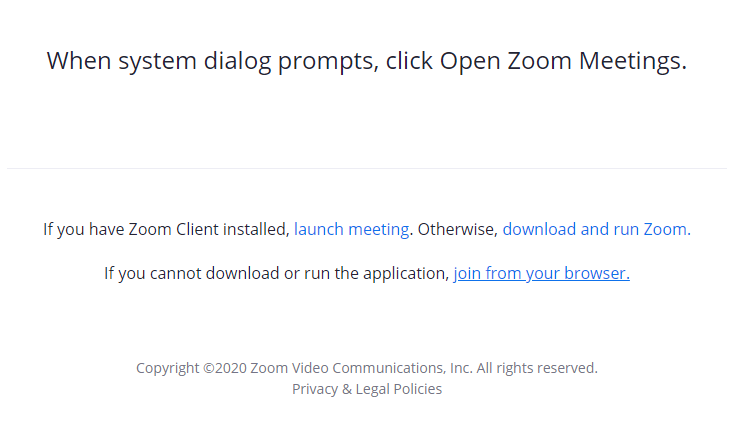 When system dialog prompts, click Open Zoom Meetings.
If you have Zoom Client installed, launch meeting. Otherwise, download and run Zoom.
If you cannot download or run the application, join from your browser.
Copyright ©2020 Zoom Video Communications, Inc. All rights reserved.
Privacy & Legal Policies